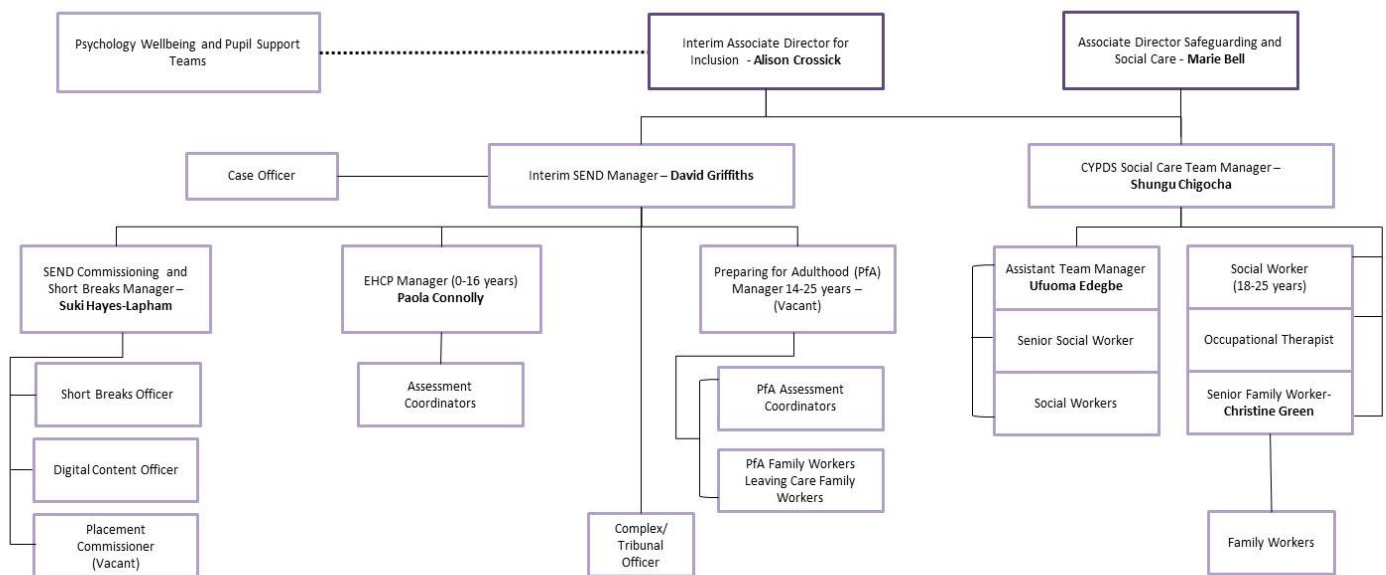 Psychology Wellbeing and Pupil Support
Teams
Interim Associate Director for
Inclusion - Alison Crossick
Associate Director Safeguarding and
Social Care - Marie Bell
Case Officer
Interim SEND Manager – David Griffiths
CYPDS Social Care Team Manager –
Shungu Chigocha
SEND Commissioning and
Short Breaks Manager –
Suki Hayes-Lapham
EHCP Manager (0-16 years)
Paola Connolly
Preparing for Adulthood (PfA)
Manager 14-25 years –
(Vacant)
Assistant Team Manager
Ufuoma Edegbe
Social Worker
(18-25 years)
Senior Social Worker
Occupational Therapist
Social Workers
Senior Family Worker-
Christine Green
Short Breaks Officer
Assessment
Coordinators
PfA Assessment
Coordinators
Digital Content Officer
PfA Family Workers
Leaving Care Family
Workers
Placement
Commissioner
(Vacant)
Complex/
Tribunal
Officer
Family Workers